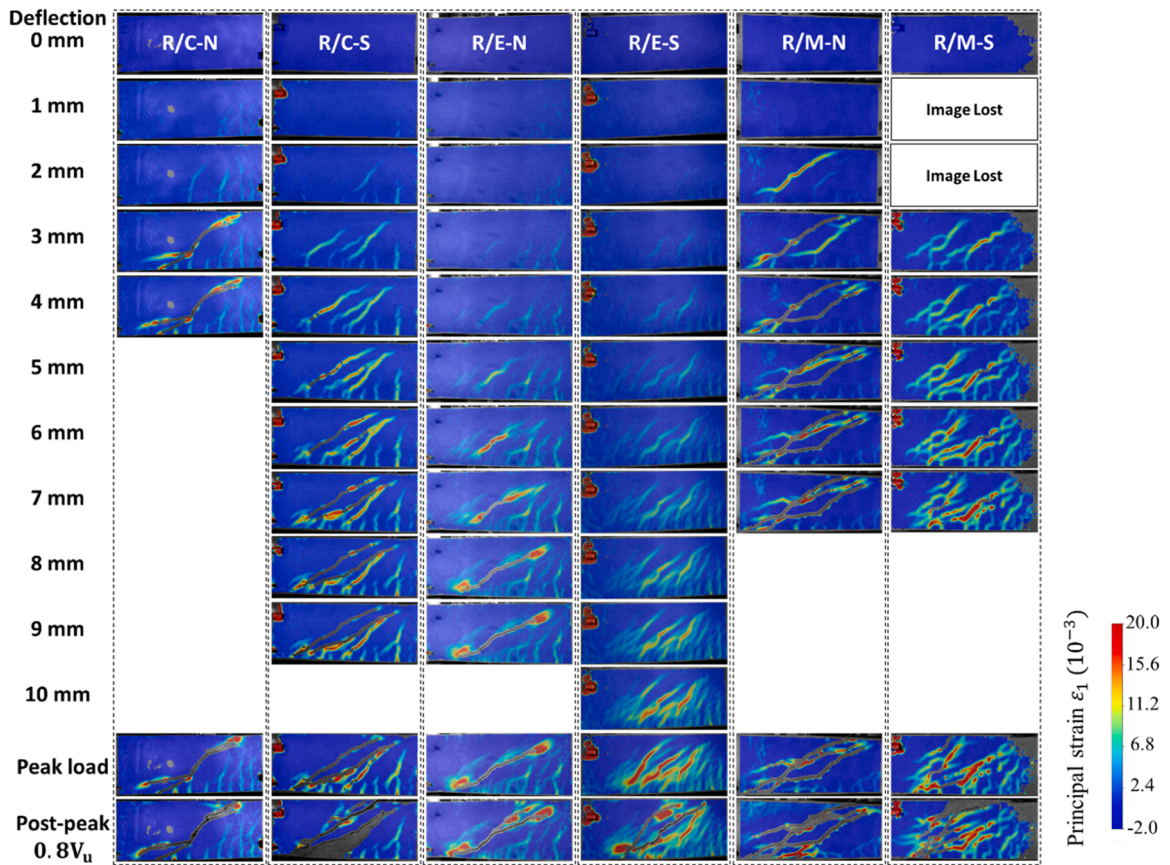 Deflection
0 mm
R/C-N
R/C-S
R/E-N
R/E-S
R/M-N
R/M-S
1 mm
Image Lost
2 mm
Image Lost
3 mm
4 mm
5 mm
6 mm
7 mm
8 mm
9 mm
10 mm
Peak load
Post-peak
0.8Vᵤ
Principal strain ε₁ (10⁻³)
20.0
15.6
11.2
6.8
2.4
-2.0